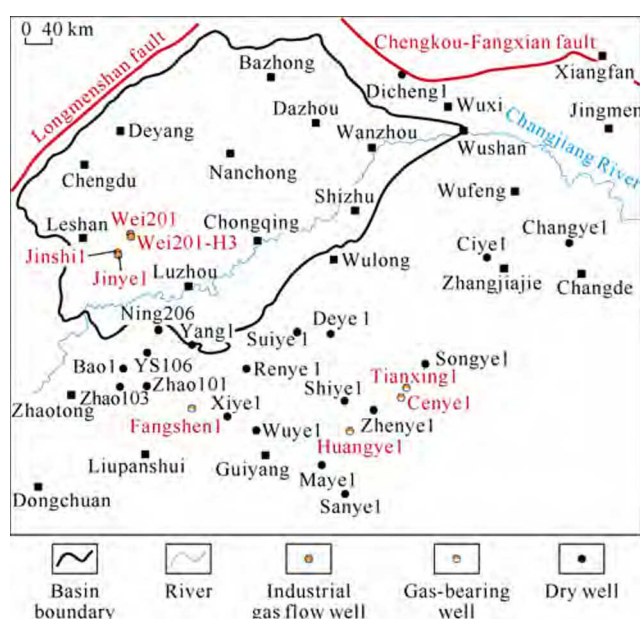 0 40 km
Longmenshan fault
Chengkou-Fangxian fault
Xiangfan
Bazhong
Dicheng1
Wuxi
Jingmen
Dazhou
Deyang
Wanzhou
Wushan
Changjiang River
Nanchong
Chengdu
Shizhu
Wufeng
Wei201
Leshan
Chongqing
Changye1
Wei201-H3
Jinshi1
Ciye1
Jinye1
Luzhou
Wulong
Zhangjiajie
Changde
Ning206
Yang1
Suiye1
Deye 1
Bao1
YS106
Renye 1
Songye1
Tianxing1
Zhao103
Zhao101
Shiye1
Cenye1
Zhaotong
Xiye1
Fangshen1
Zhenye1
Wuye1
Huangye1
Liupanshui
Guiyang
Maye1
Dongchuan
Sanye1
Basin
boundary
River
Industrial
gas flow well
Gas-bearing
well
Dry well